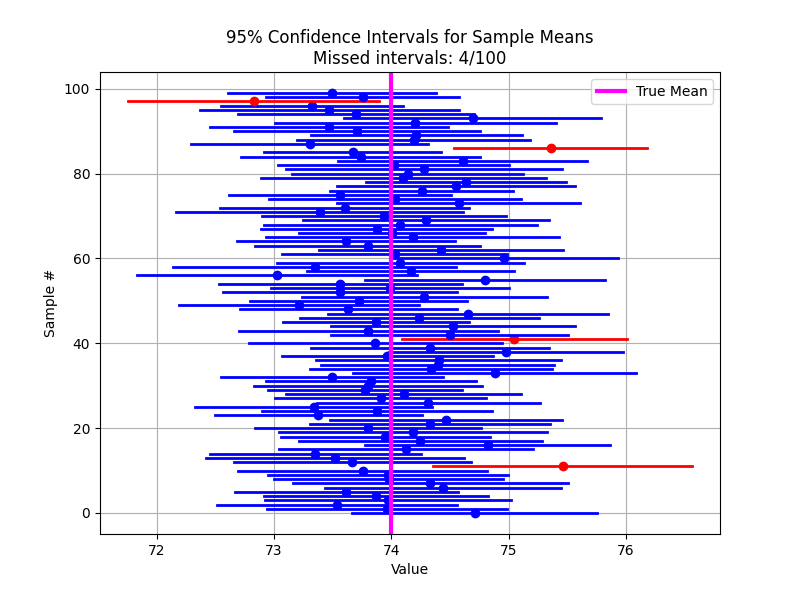 95% Confidence Intervals for Sample Means
Missed intervals: 4/100
True Mean
Sample #
100
80
60
40
20
0
72 73 74 75 76
Value